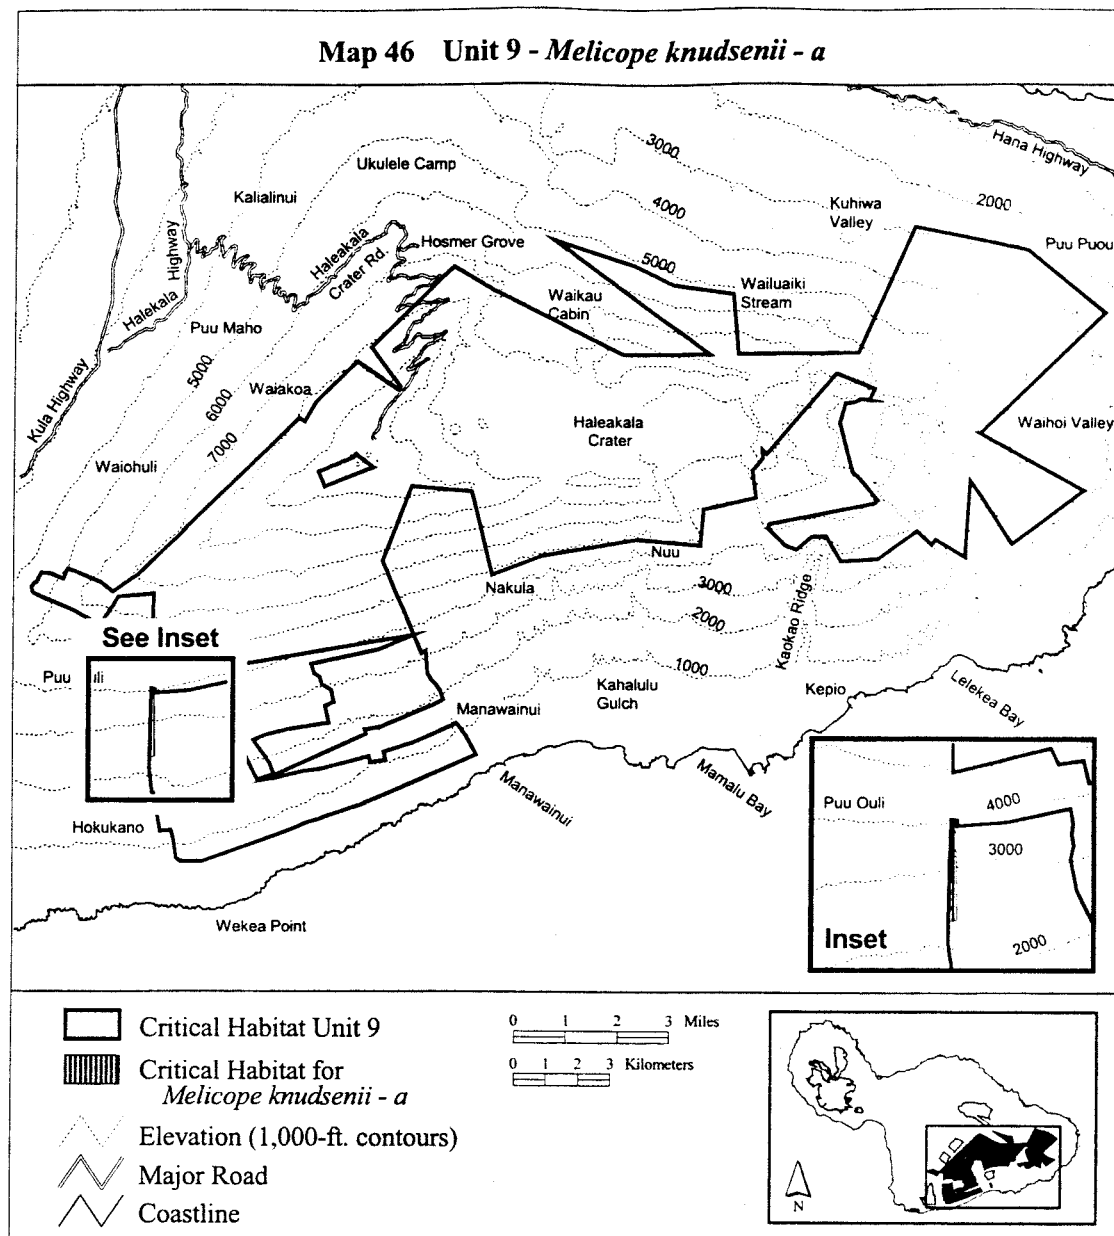 Map 46 Unit 9 - Melicope knudsenii - a
Hana Highway
3000
Ukulele Camp
Kalialinui
4000
Kuhiwa
Valley
2000
Highway
Haleakala
Crater Rd.
Hosmer Grove
Puu Puou
5000
Wailuaiki
Stream
Halekala
Waikau
Cabin
Puu Maho
5000
Kula Highway
Waiakoa
6000
7000
Haleakala
Crater
Waihoi Valley
Waiohuli
Nuu
Nakula
3000
2000
Kaokao Ridge
See Inset
Puu uli
1000
Kahalulu
Gulch
Kepio
Lelekea Bay
Manawainui
Manawainui
Mamalu Bay
Hokukano
Wekea Point
Puu Ouli
4000
3000
2000
Inset
Critical Habitat Unit 9
Critical Habitat for
Melicope knudsenii - a
Elevation (1,000-ft. contours)
Major Road
Coastline
0 1 2 3 Miles
0 1 2 3 Kilometers
N